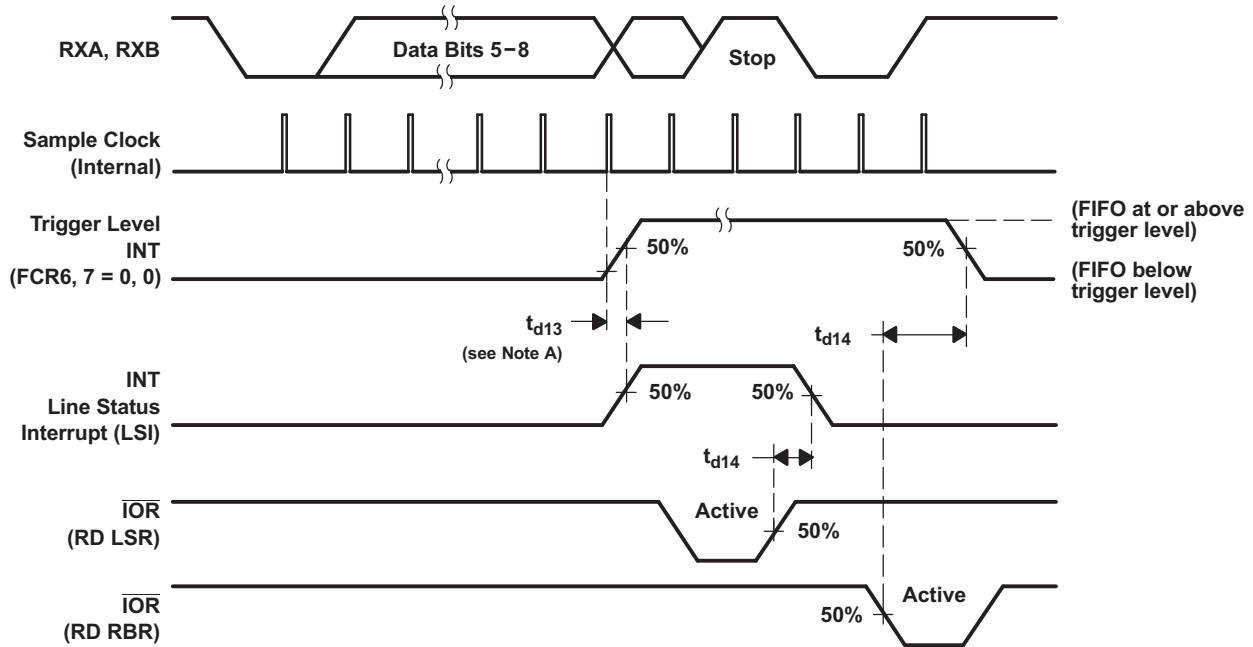 RXA, RXB
Data Bits 5−8
Stop
Sample Clock
(Internal)
Trigger Level
INT
(FCR6, 7 = 0, 0)
50%
50%
(FIFO at or above
trigger level)
(FIFO below
trigger level)
td13
(see Note A)
td14
INT
Line Status
Interrupt (LSI)
50%
50%
td14
IOR
(RD LSR)
Active
50%
IOR
(RD RBR)
50%
Active